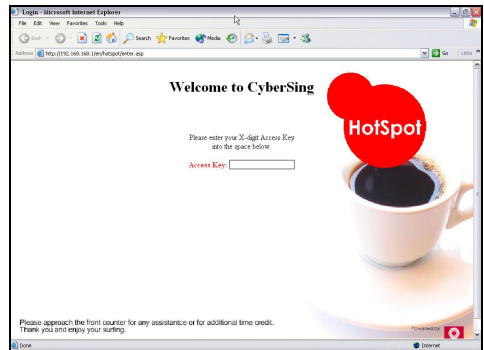 Login - Microsoft Internet Explorer
File Edit View Favorites Tools Help
Back Search Favorites Media
Address http://192.168.168.1/en/hotspot/enter.asp Go Links
Welcome to CyberSing
HotSpot
Please enter your X-digit Access Key
into the space below.
Access Key:
Please approach the front counter for any assistantce or for additional time credit.
Thank you and enjoy your surfing.
Powered by
Done Internet